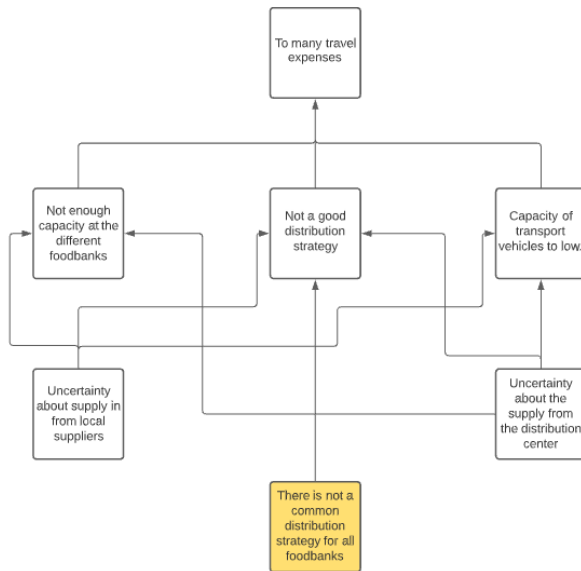 To many travel
expenses
Not enough
capacity at the
different
foodbanks
Not a good
distribution
strategy
Capacity of
transport
vehicles to low.
Uncertainty
about supply in
from local
suppliers
Uncertainty
about the
supply from
the distribution
center
There is not a
common
distribution
strategy for all
foodbanks